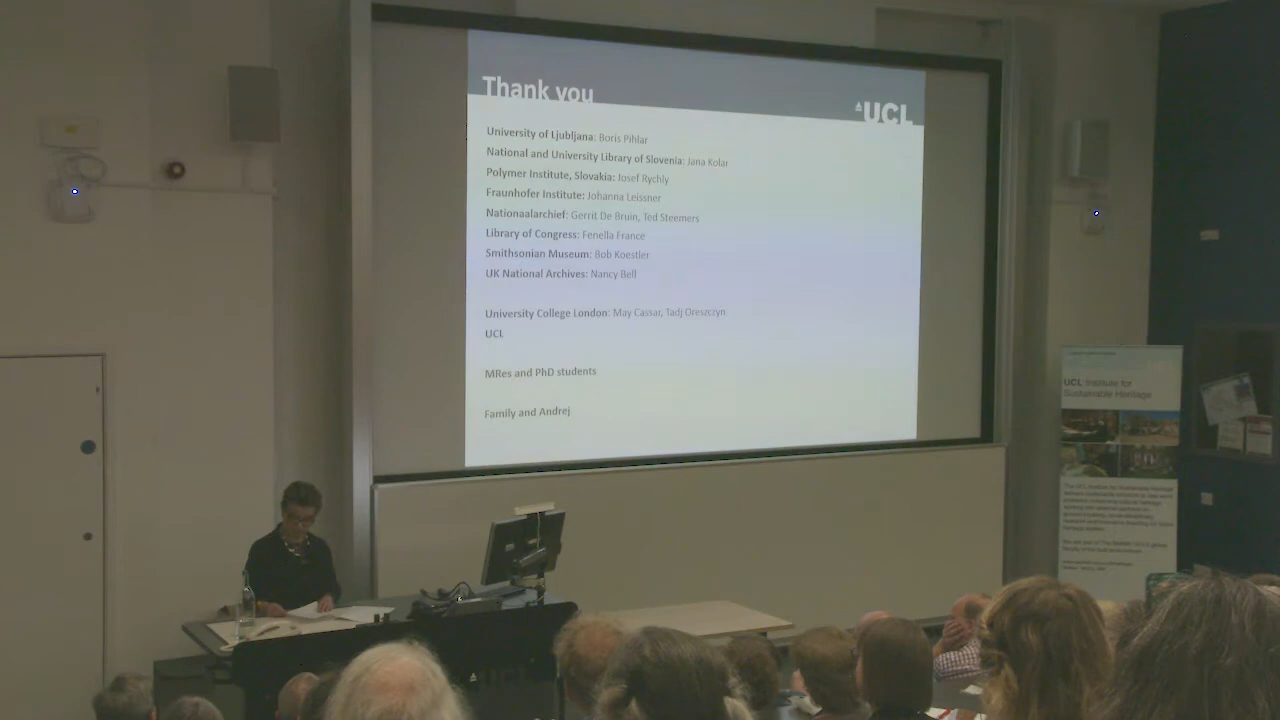 Thank you
UCL
University of Ljubljana: Boris Pihlar
National and University Library of Slovenia: Jana Kolar
Polymer Institute, Slovakia: Josef Rychly
Fraunhofer Institute: Johanna Leissner
Nationaalarchief: Gerrit De Bruin, Ted Steemers
Library of Congress: Fenella France
Smithsonian Museum: Bob Koestler
UK National Archives: Nancy Bell
University College London: May Cassar, Tadj Oreszczyn
UCL
MRes and PhD students
Family and Andrej
UCL Institute for
Sustainable Heritage